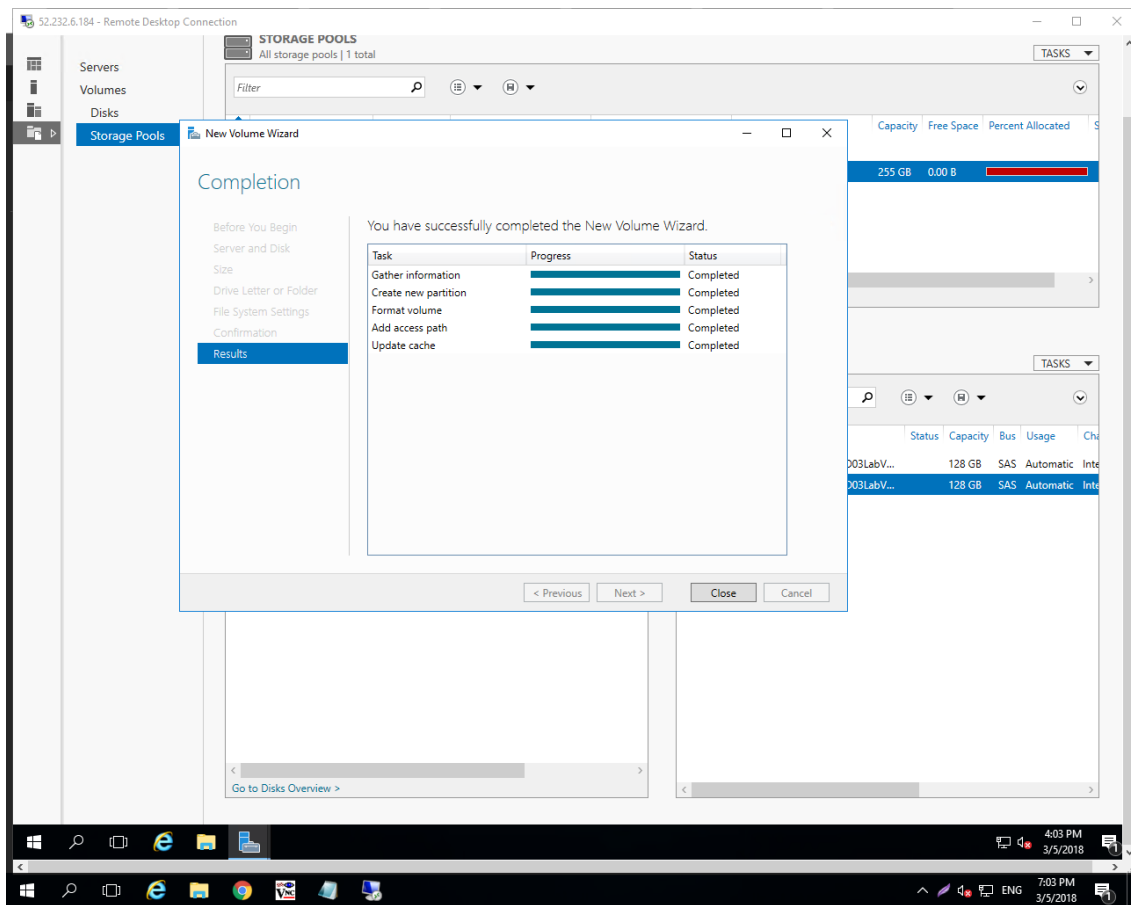 52.232.6.184 - Remote Desktop Connection
STORAGE POOLS
All storage pools | 1 total
TASKS
Servers
Volumes
Disks
Storage Pools
Filter
Capacity Free Space Percent Allocated S
255 GB 0.00 B
New Volume Wizard
Completion
Before You Begin
Server and Disk
Size
Drive Letter or Folder
File System Settings
Confirmation
Results
You have successfully completed the New Volume Wizard.
Task Progress Status
Gather information Completed
Create new partition Completed
Format volume Completed
Add access path Completed
Update cache Completed
< Previous Next > Close Cancel
TASKS
Status Capacity Bus Usage Cha
D03LabV... 128 GB SAS Automatic Inte
D03LabV... 128 GB SAS Automatic Inte
Go to Disks Overview >
4:03 PM
3/5/2018
1
ENG
7:03 PM
3/5/2018
1